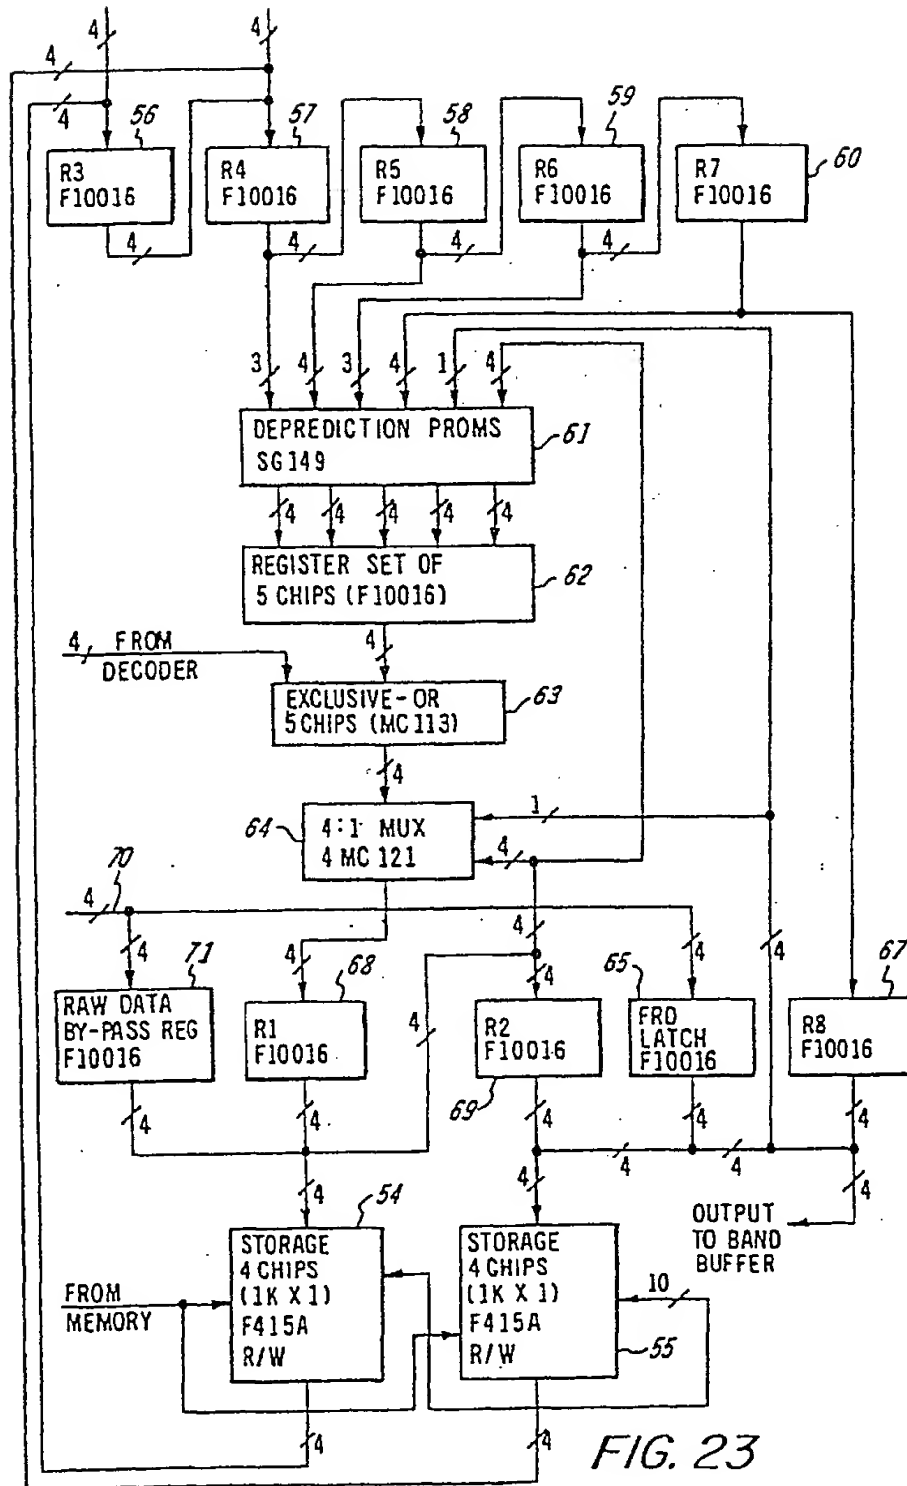 4 4
4
4
56 57 58 59 60
R3
F10016
R4
F10016
R5
F10016
R6
F10016
R7
F10016
4 4 4 4
3 4 3 4 1 4
DEPREDICTION PROMS
SG149
61
4 4 4 4 4
REGISTER SET OF
5 CHIPS (F10016)
62
4 FROM
DECODER
4
EXCLUSIVE-OR
5 CHIPS (MC113)
63
4
64
4:1 MUX
4 MC 121
1
4
70
4
4 4 4 4 4
71 68 65 67
4 4
RAW DATA
BY-PASS REG
F10016
R1
F10016
4
R2
F10016
69
FRD
LATCH
F10016
R8
F10016
4 4 4 4 4
4 4
4 4 4
54
STORAGE
4 CHIPS
(1K X 1)
F415A
R/W
STORAGE
4 CHIPS
(1K X 1)
F415A
R/W
55
10
OUTPUT
TO BAND
BUFFER
FROM
MEMORY
4 4
FIG. 23